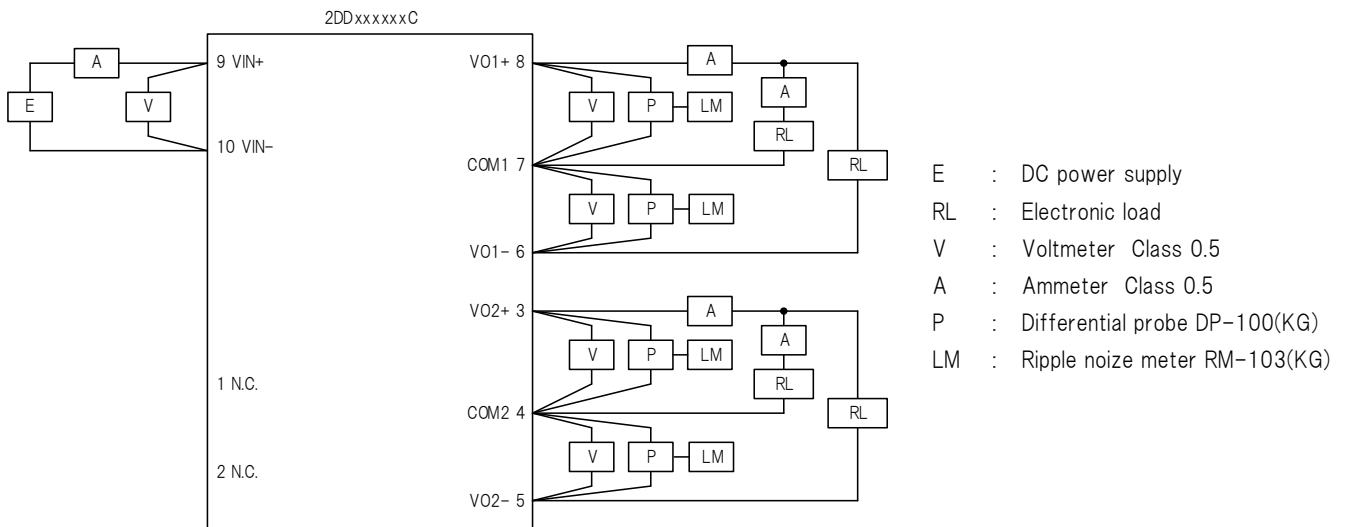 2DDxxxxxxC
A
9 VIN+
VO1+ 8
A
E
V
V
P
LM
A
10 VIN-
COM1 7
RL
RL
V
P
LM
VO1- 6
VO2+ 3
A
V
P
LM
A
1 N.C.
RL
COM2 4
RL
V
P
LM
2 N.C.
VO2- 5
E : DC power supply
RL : Electronic load
V : Voltmeter Class 0.5
A : Ammeter Class 0.5
P : Differential probe DP-100(KG)
LM : Ripple noize meter RM-103(KG)